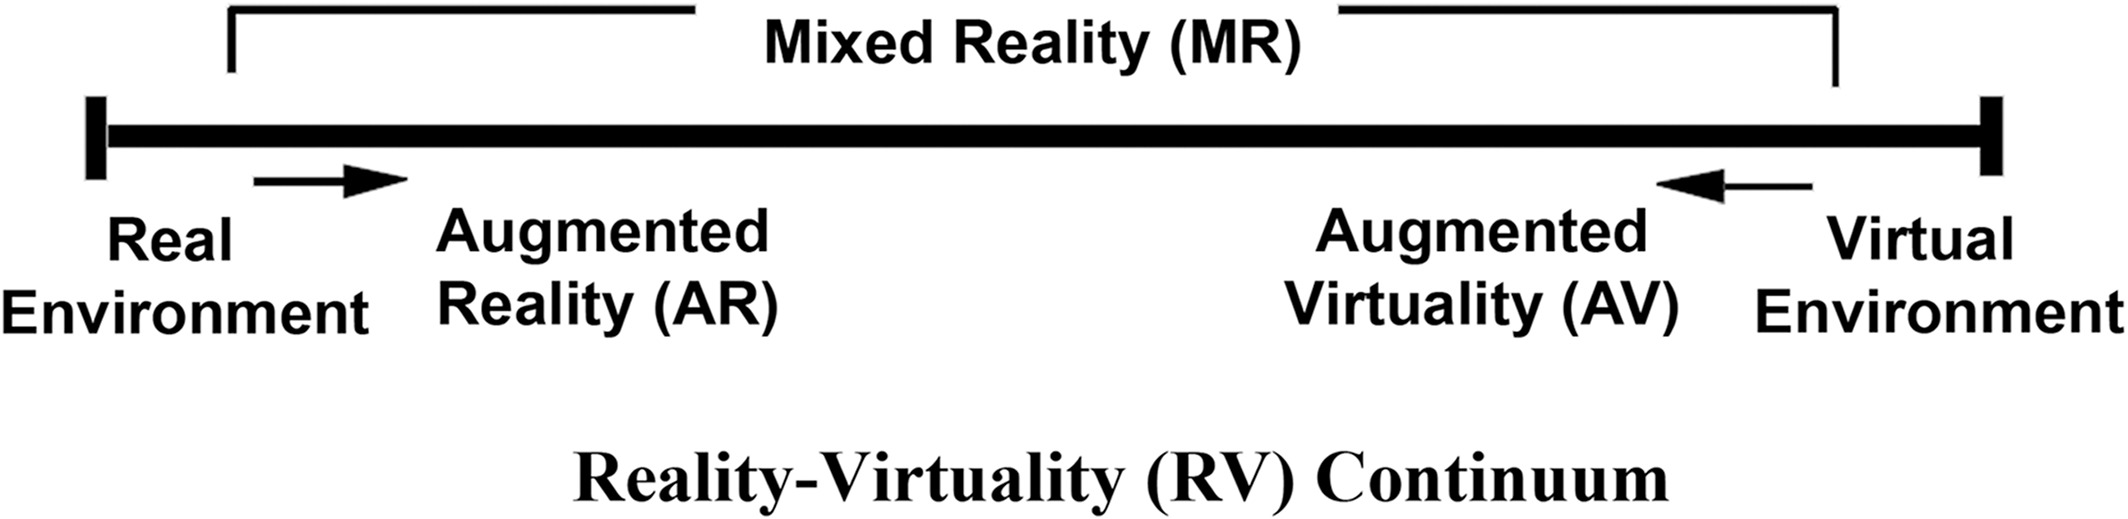 Mixed Reality (MR)
Real
Environment
Augmented
Reality (AR)
Augmented
Virtuality (AV)
Virtual
Environment
Reality-Virtuality (RV) Continuum